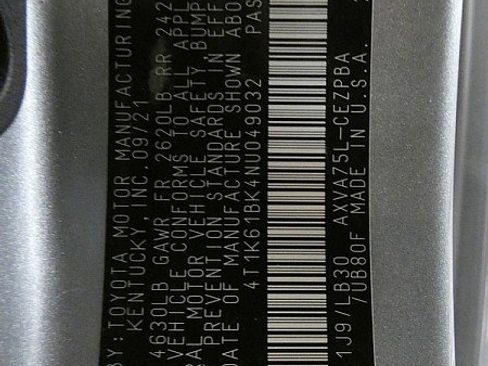 BY: TOYOTA MOTOR MANUFACTURING
KENTUCKY, INC. 09/21
4630LB GAWR FR 2620LB RR 242
VEHICLE CONFORMS TO ALL APPL
AL MOTOR VEHICLE SAFETY, BUMP
PREVENTION STANDARDS IN EFF
DATE OF MANUFACTURE SHOWN ABO
4T1K61BK4NU049032 PAS
1J9/LB30 AXVA75L-CEZPBA
/UB80F MADE IN U.S.A.